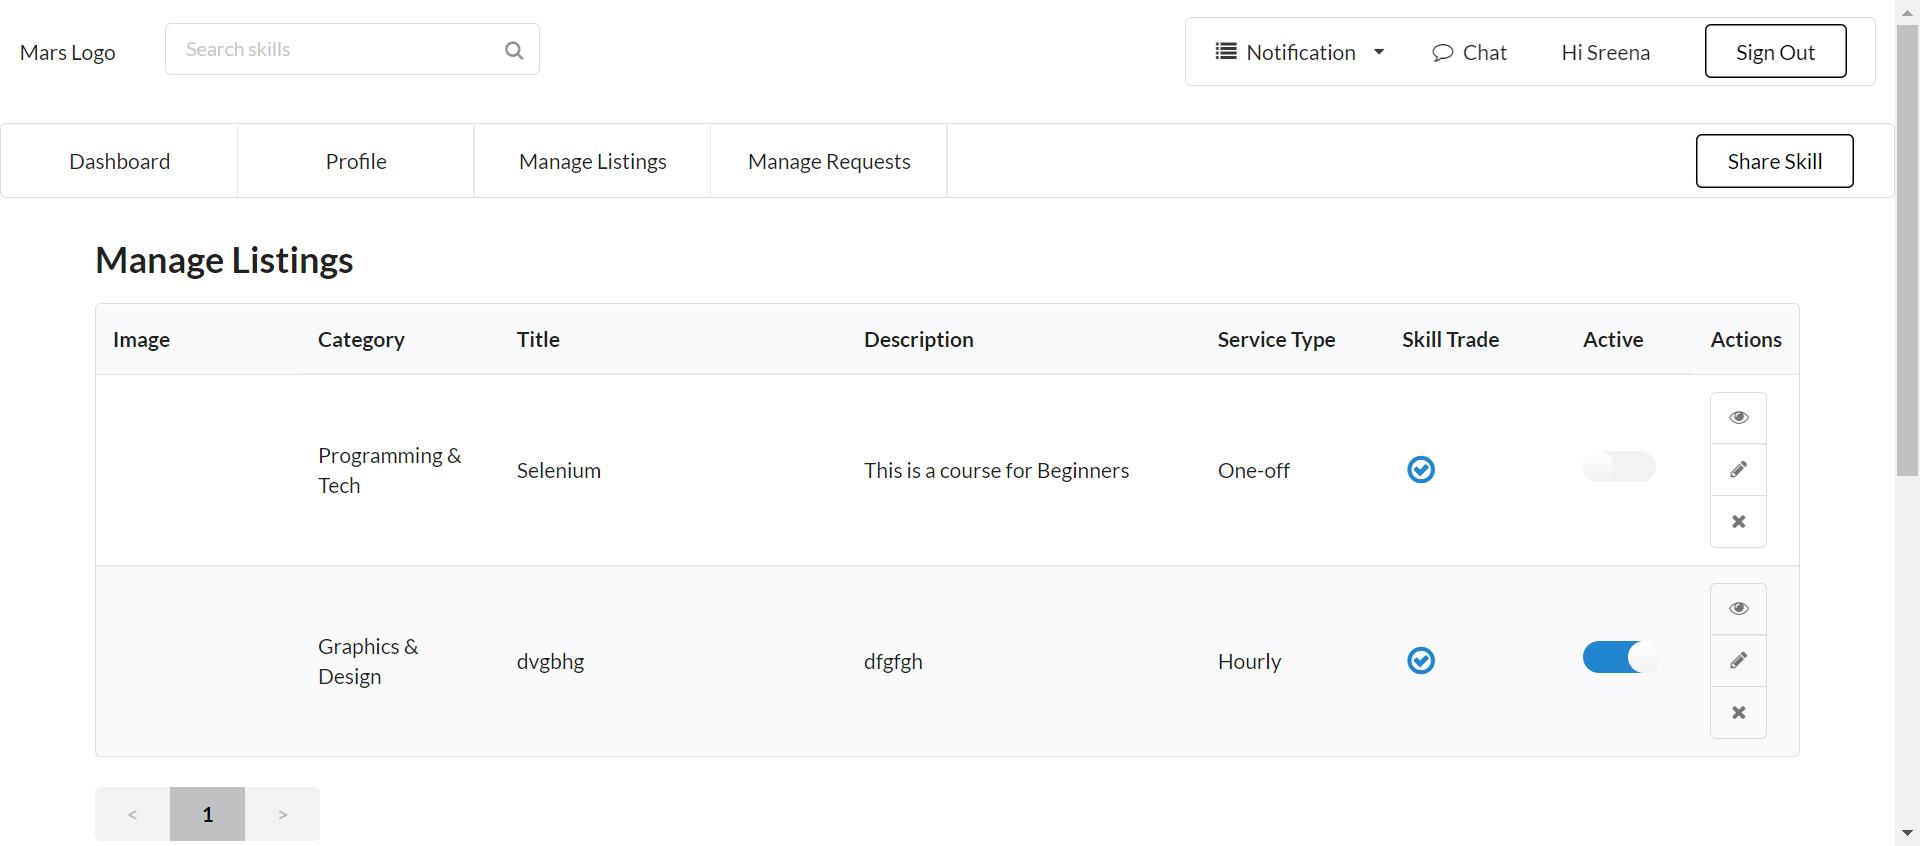 Mars Logo
Search skills
Notification
Chat
Hi Sreena
Sign Out
Dashboard
Profile
Manage Listings
Manage Requests
Share Skill
Manage Listings
Image Category Title Description Service Type Skill Trade Active Actions
Programming &
Tech
Selenium
This is a course for Beginners
One-off
Graphics &
Design
dvgbhg
dfgfgh
Hourly
< 1 >